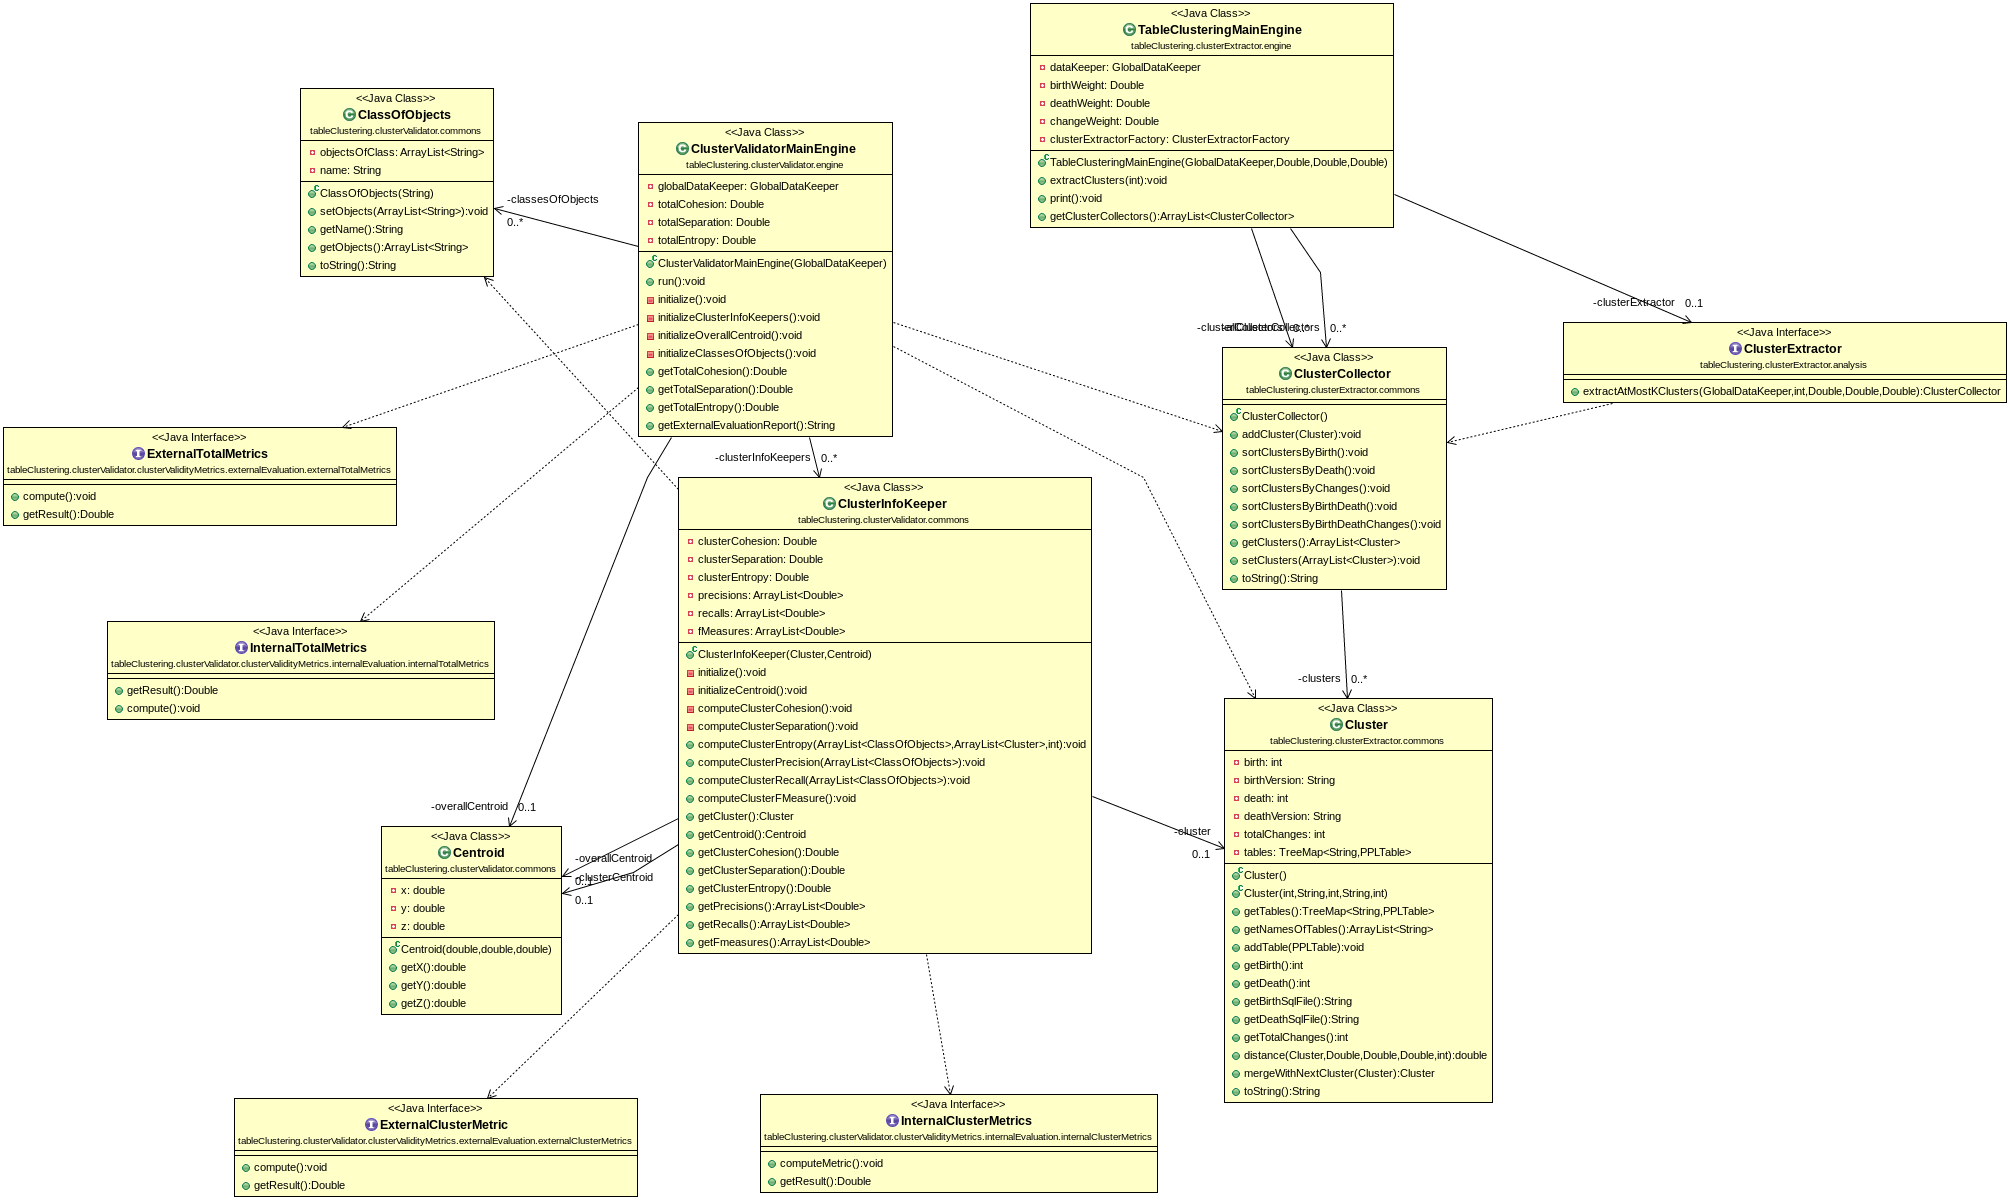 <<Java Class>>
TableClusteringMainEngine
tableClustering.clusterExtractor.engine
dataKeeper: GlobalDataKeeper
birthWeight: Double
deathWeight: Double
changeWeight: Double
clusterExtractorFactory: ClusterExtractorFactory
TableClusteringMainEngine(GlobalDataKeeper,Double,Double,Double)
extractClusters(int):void
print():void
getClusterCollectors():ArrayList<ClusterCollector>
<<Java Class>>
ClassOfObjects
tableClustering.clusterValidator.commons
objectsOfClass: ArrayList<String>
name: String
ClassOfObjects(String)
setObjects(ArrayList<String>):void
getName():String
getObjects():ArrayList<String>
toString():String
-classesOfObjects
0..*
<<Java Class>>
ClusterValidatorMainEngine
tableClustering.clusterValidator.engine
globalDataKeeper: GlobalDataKeeper
totalCohesion: Double
totalSeparation: Double
totalEntropy: Double
ClusterValidatorMainEngine(GlobalDataKeeper)
run():void
initialize():void
initializeClusterInfoKeepers():void
initializeOverallCentroid():void
initializeClassesOfObjects():void
getTotalCohesion():Double
getTotalSeparation():Double
getTotalEntropy():Double
getExternalEvaluationReport():String
-clusterExtractor 0..1
0..*
<<Java Interface>>
ClusterExtractor
tableClustering.clusterExtractor.analysis
extractAtMostKClusters(GlobalDataKeeper,int,Double,Double,Double):ClusterCollector
<<Java Class>>
ClusterCollector
tableClustering.clusterExtractor.commons
ClusterCollector()
addCluster(Cluster):void
sortClustersByBirth():void
sortClustersByDeath():void
sortClustersByChanges():void
sortClustersByBirthDeath():void
sortClustersByBirthDeathChanges():void
getClusters():ArrayList<Cluster>
setClusters(ArrayList<Cluster>):void
toString():String
<<Java Interface>>
ExternalTotalMetrics
tableClustering.clusterValidator.clusterValidityMetrics.externalEvaluation.externalTotalMetrics
compute():void
getResult():Double
-clusterInfoKeepers 0..*
<<Java Class>>
ClusterInfoKeeper
tableClustering.clusterValidator.commons
clusterCohesion: Double
clusterSeparation: Double
clusterEntropy: Double
precisions: ArrayList<Double>
recalls: ArrayList<Double>
fMeasures: ArrayList<Double>
ClusterInfoKeeper(Cluster,Centroid)
initialize():void
initializeCentroid():void
computeClusterCohesion():void
computeClusterSeparation():void
computeClusterEntropy(ArrayList<ClassOfObjects>,ArrayList<Cluster>,int):void
computeClusterPrecision(ArrayList<ClassOfObjects>):void
computeClusterRecall(ArrayList<ClassOfObjects>):void
computeClusterFMeasure():void
getCluster():Cluster
getCentroid():Centroid
getClusterCohesion():Double
getClusterSeparation():Double
getClusterEntropy():Double
getPrecisions():ArrayList<Double>
getRecalls():ArrayList<Double>
getFmeasures():ArrayList<Double>
<<Java Interface>>
InternalTotalMetrics
tableClustering.clusterValidator.clusterValidityMetrics.internalEvaluation.internalTotalMetrics
getResult():Double
compute():void
-clusters 0..*
<<Java Class>>
Cluster
tableClustering.clusterExtractor.commons
birth: int
birthVersion: String
death: int
deathVersion: String
totalChanges: int
tables: TreeMap<String,PPLTable>
Cluster()
Cluster(int,String,int,String,int)
getTables():TreeMap<String,PPLTable>
getNamesOfTables():ArrayList<String>
addTable(PPLTable):void
getBirth():int
getDeath():int
getBirthSqlFile():String
getDeathSqlFile():String
getTotalChanges():int
distance(Cluster,Double,Double,Double,int):double
mergeWithNextCluster(Cluster):Cluster
toString():String
-cluster
0..1
-overallCentroid 0..1
<<Java Class>>
Centroid
tableClustering.clusterValidator.commons
x: double
y: double
z: double
Centroid(double,double,double)
getX():double
getY():double
getZ():double
-overallCentroid
-clusterCentroid
0..1
<<Java Interface>>
ExternalClusterMetric
tableClustering.clusterValidator.clusterValidityMetrics.externalEvaluation.externalClusterMetrics
compute():void
getResult():Double
<<Java Interface>>
InternalClusterMetrics
tableClustering.clusterValidator.clusterValidityMetrics.internalEvaluation.internalClusterMetrics
computeMetric():void
getResult():Double